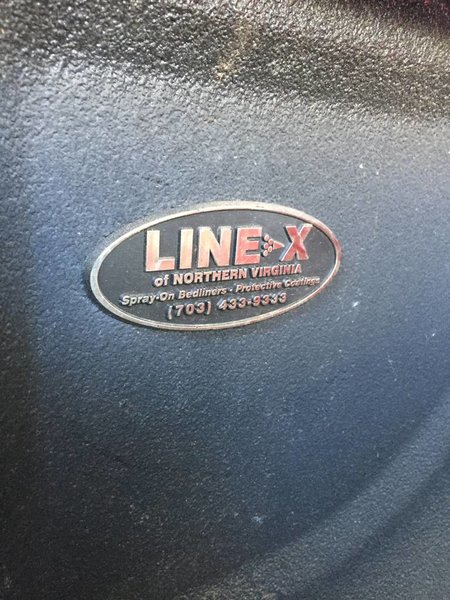 LINE-X
of NORTHERN VIRGINIA
Spray-On Bedliners - Protective Coatings
(703) 433-9333